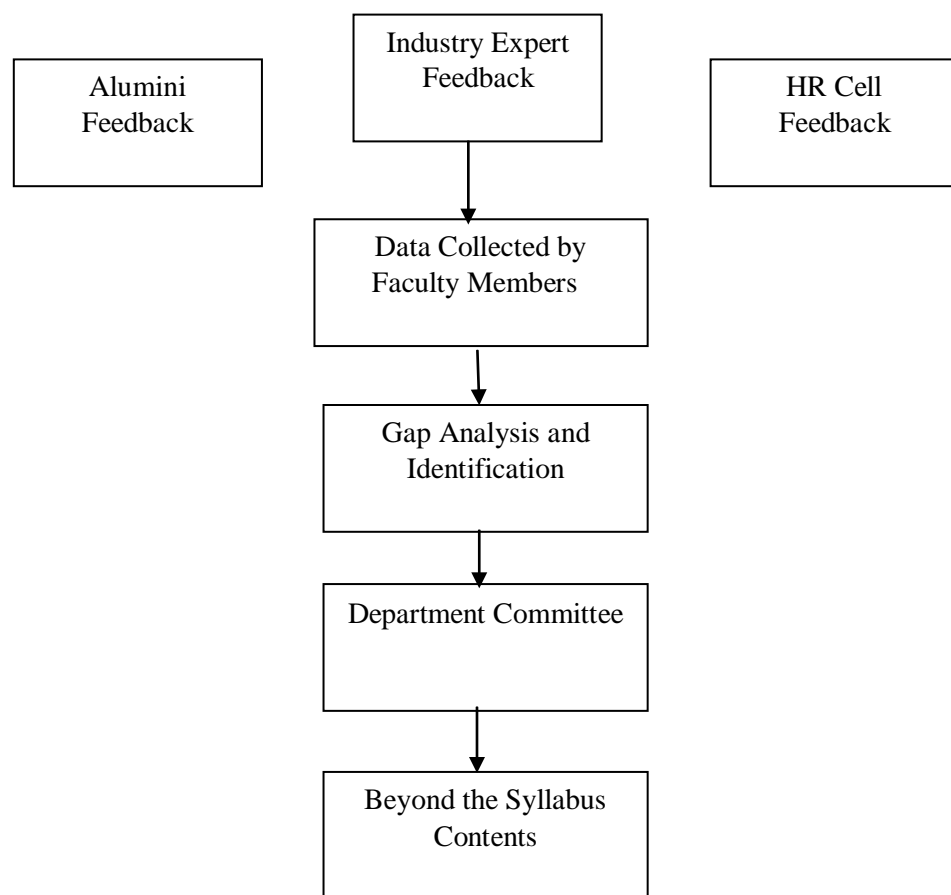 Industry Expert
Feedback
Alumini
Feedback
HR Cell
Feedback
Data Collected by
Faculty Members
Gap Analysis and
Identification
Department Committee
Beyond the Syllabus
Contents